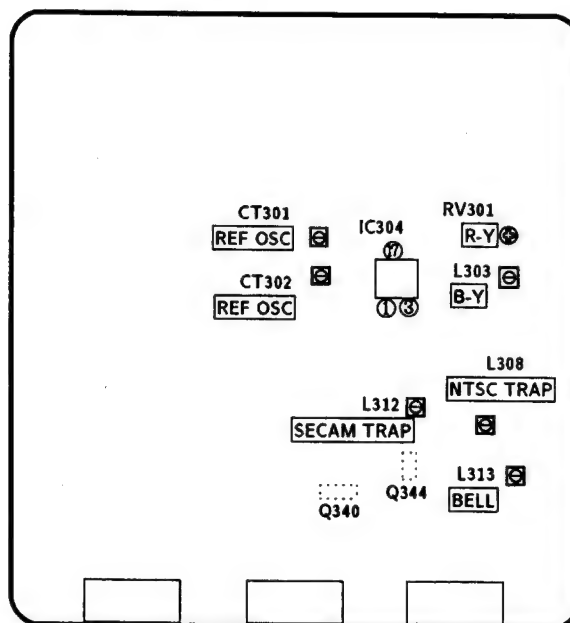 CT301
REF OSC
CT302
REF OSC
IC304
17
1 3
RV301
R-Y
L303
B-Y
L308
NTSC TRAP
L312
SECAM TRAP
Q344
Q340
L313
BELL